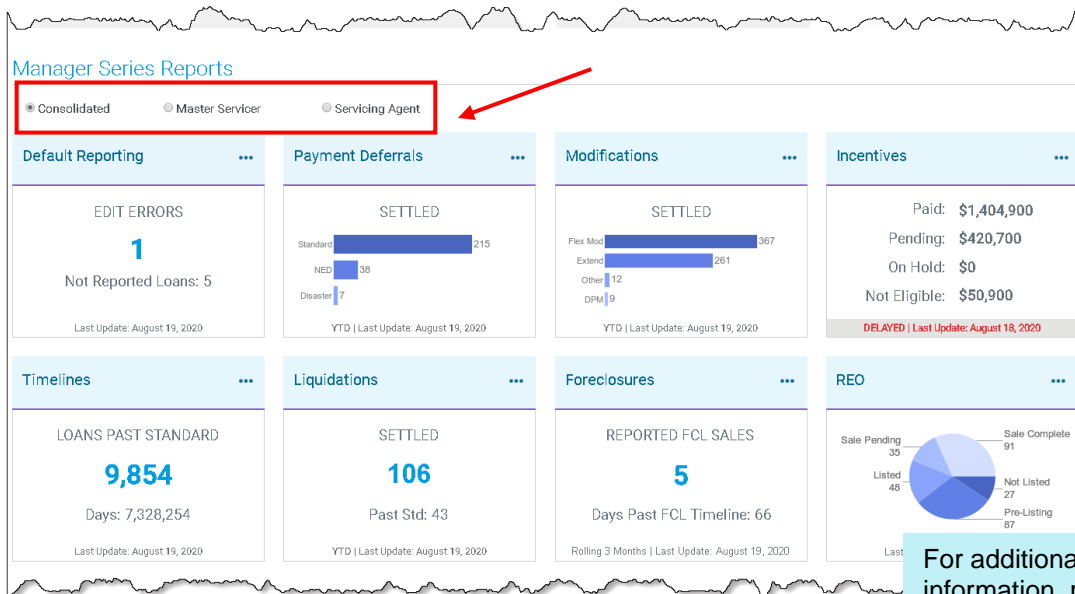 Manager Series Reports
Consolidated Master Servicer Servicing Agent
Default Reporting ...
EDIT ERRORS
1
Not Reported Loans: 5
Last Update: August 19, 2020
Payment Deferrals ...
SETTLED
Standard 215
NED 38
Disaster 7
YTD | Last Update: August 19, 2020
Modifications ...
SETTLED
Flex Mod 367
Extend 261
Other 12
DPM 9
YTD | Last Update: August 19, 2020
Incentives ...
Paid: $1,404,900
Pending: $420,700
On Hold: $0
Not Eligible: $50,900
DELAYED | Last Update: August 18, 2020
Timelines ...
LOANS PAST STANDARD
9,854
Days: 7,328,254
Last Update: August 19, 2020
Liquidations ...
SETTLED
106
Past Std: 43
YTD | Last Update: August 19, 2020
Foreclosures ...
REPORTED FCL SALES
5
Days Past FCL Timeline: 66
Rolling 3 Months | Last Update: August 19, 2020
REO ...
Sale Pending
35
Sale Complete
91
Listed
48
Not Listed
27
Pre-Listing
87
Last
For additiona
information